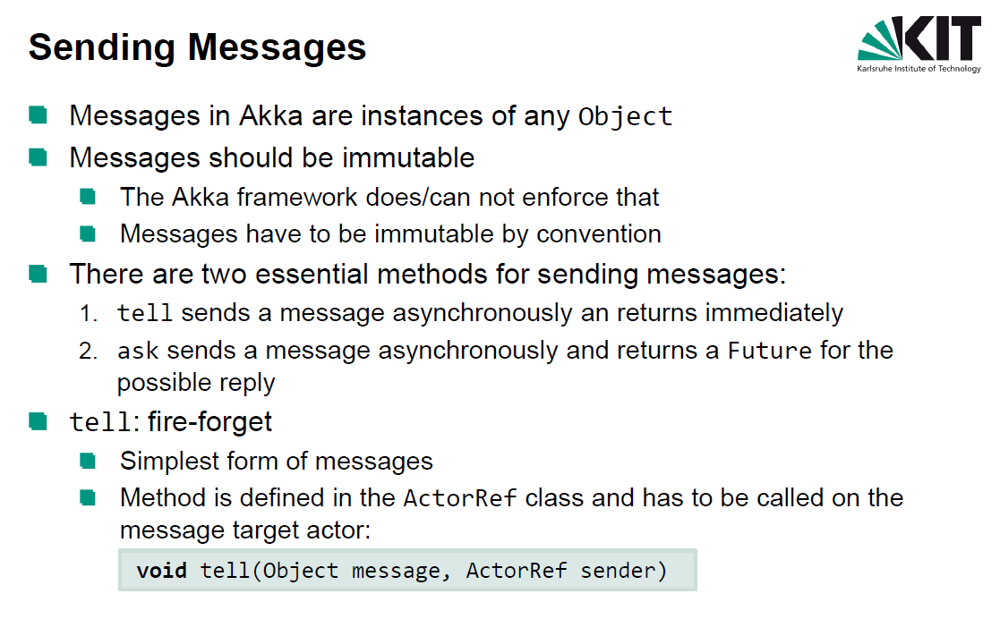 Sending Messages
KIT
Karlsruhe Institute of Technology
Messages in Akka are instances of any Object
Messages should be immutable
The Akka framework does/can not enforce that
Messages have to be immutable by convention
There are two essential methods for sending messages:
1. tell sends a message asynchronously an returns immediately
2. ask sends a message asynchronously and returns a Future for the
possible reply
tell: fire-forget
Simplest form of messages
Method is defined in the ActorRef class and has to be called on the
message target actor:
void tell(Object message, ActorRef sender)